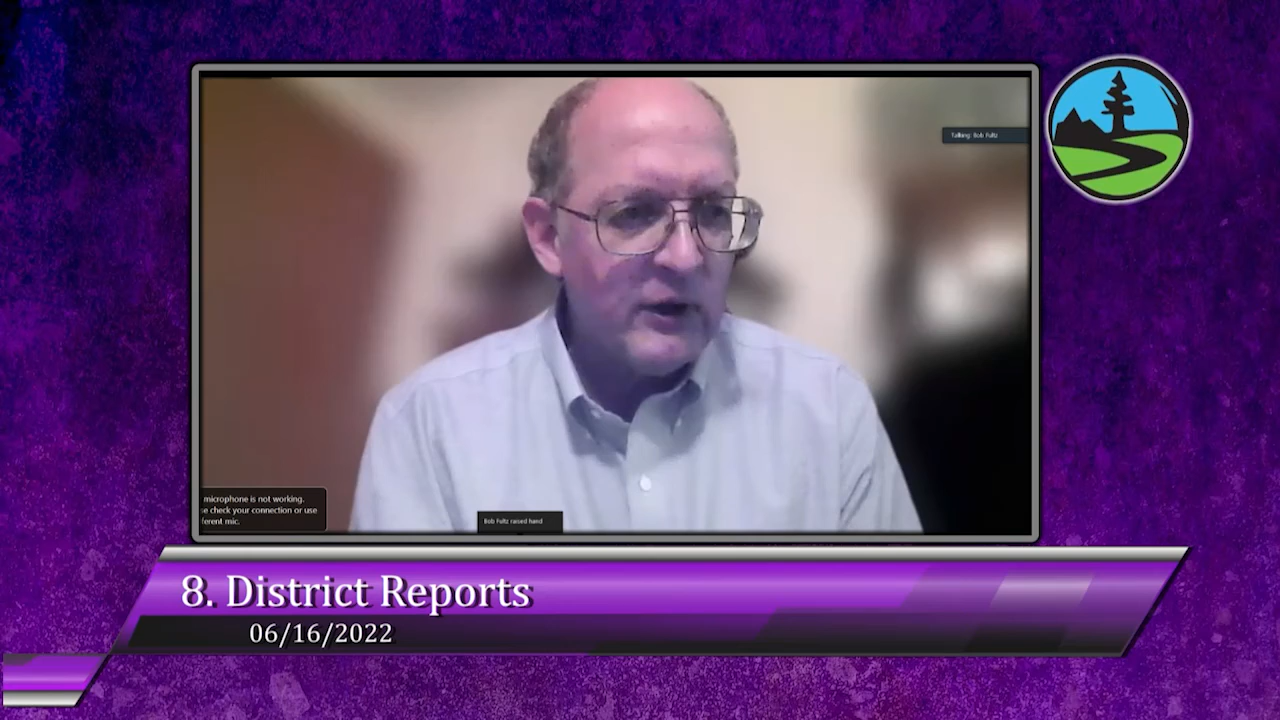 Talking: Bob Fultz
microphone is not working.
se check your connection or use
ferent mic.
Bob Fultz raised hand
8. District Reports
06/16/2022